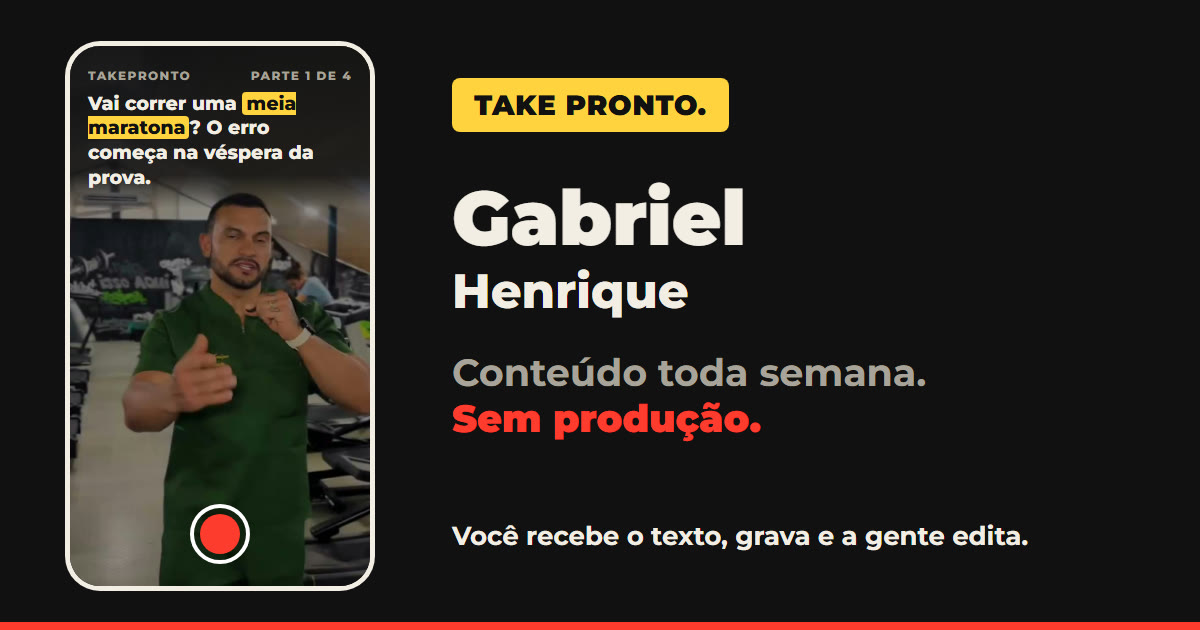 TAKEPRONTO
PARTE 1 DE 4
Vai correr uma meia
maratona? O erro
começa na véspera da
prova.
TAKE PRONTO.
Gabriel
Henrique
Conteúdo toda semana.
Sem produção.
Você recebe o texto, grava e a gente edita.